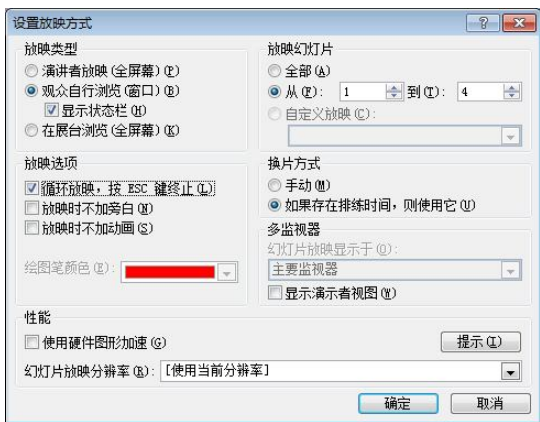 设置放映方式
放映类型
演讲者放映(全屏幕)(P)
观众自行浏览(窗口)(B)
显示状态栏(H)
在展台浏览(全屏幕)(K)
放映幻灯片
全部(A)
从(F): 1 到(T): 4
自定义放映(C):
放映选项
循环放映，按 ESC 键终止(L)
放映时不加旁白(N)
放映时不加动画(S)
绘图笔颜色(E):
换片方式
手动(M)
如果存在排练时间，则使用它(U)
多监视器
幻灯片放映显示于(O):
主要监视器
显示演示者视图(W)
性能
使用硬件图形加速(G)
提示(I)
幻灯片放映分辨率(R): [使用当前分辨率]
确定 取消